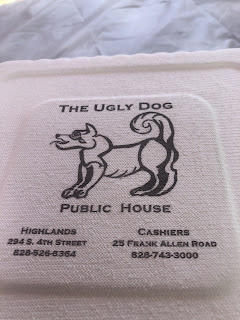 The Ugly Dog
Public House
Highlands Cashiers
294 S. 4th Street 25 Frank Allen Road
828-526-8364 828-743-3000